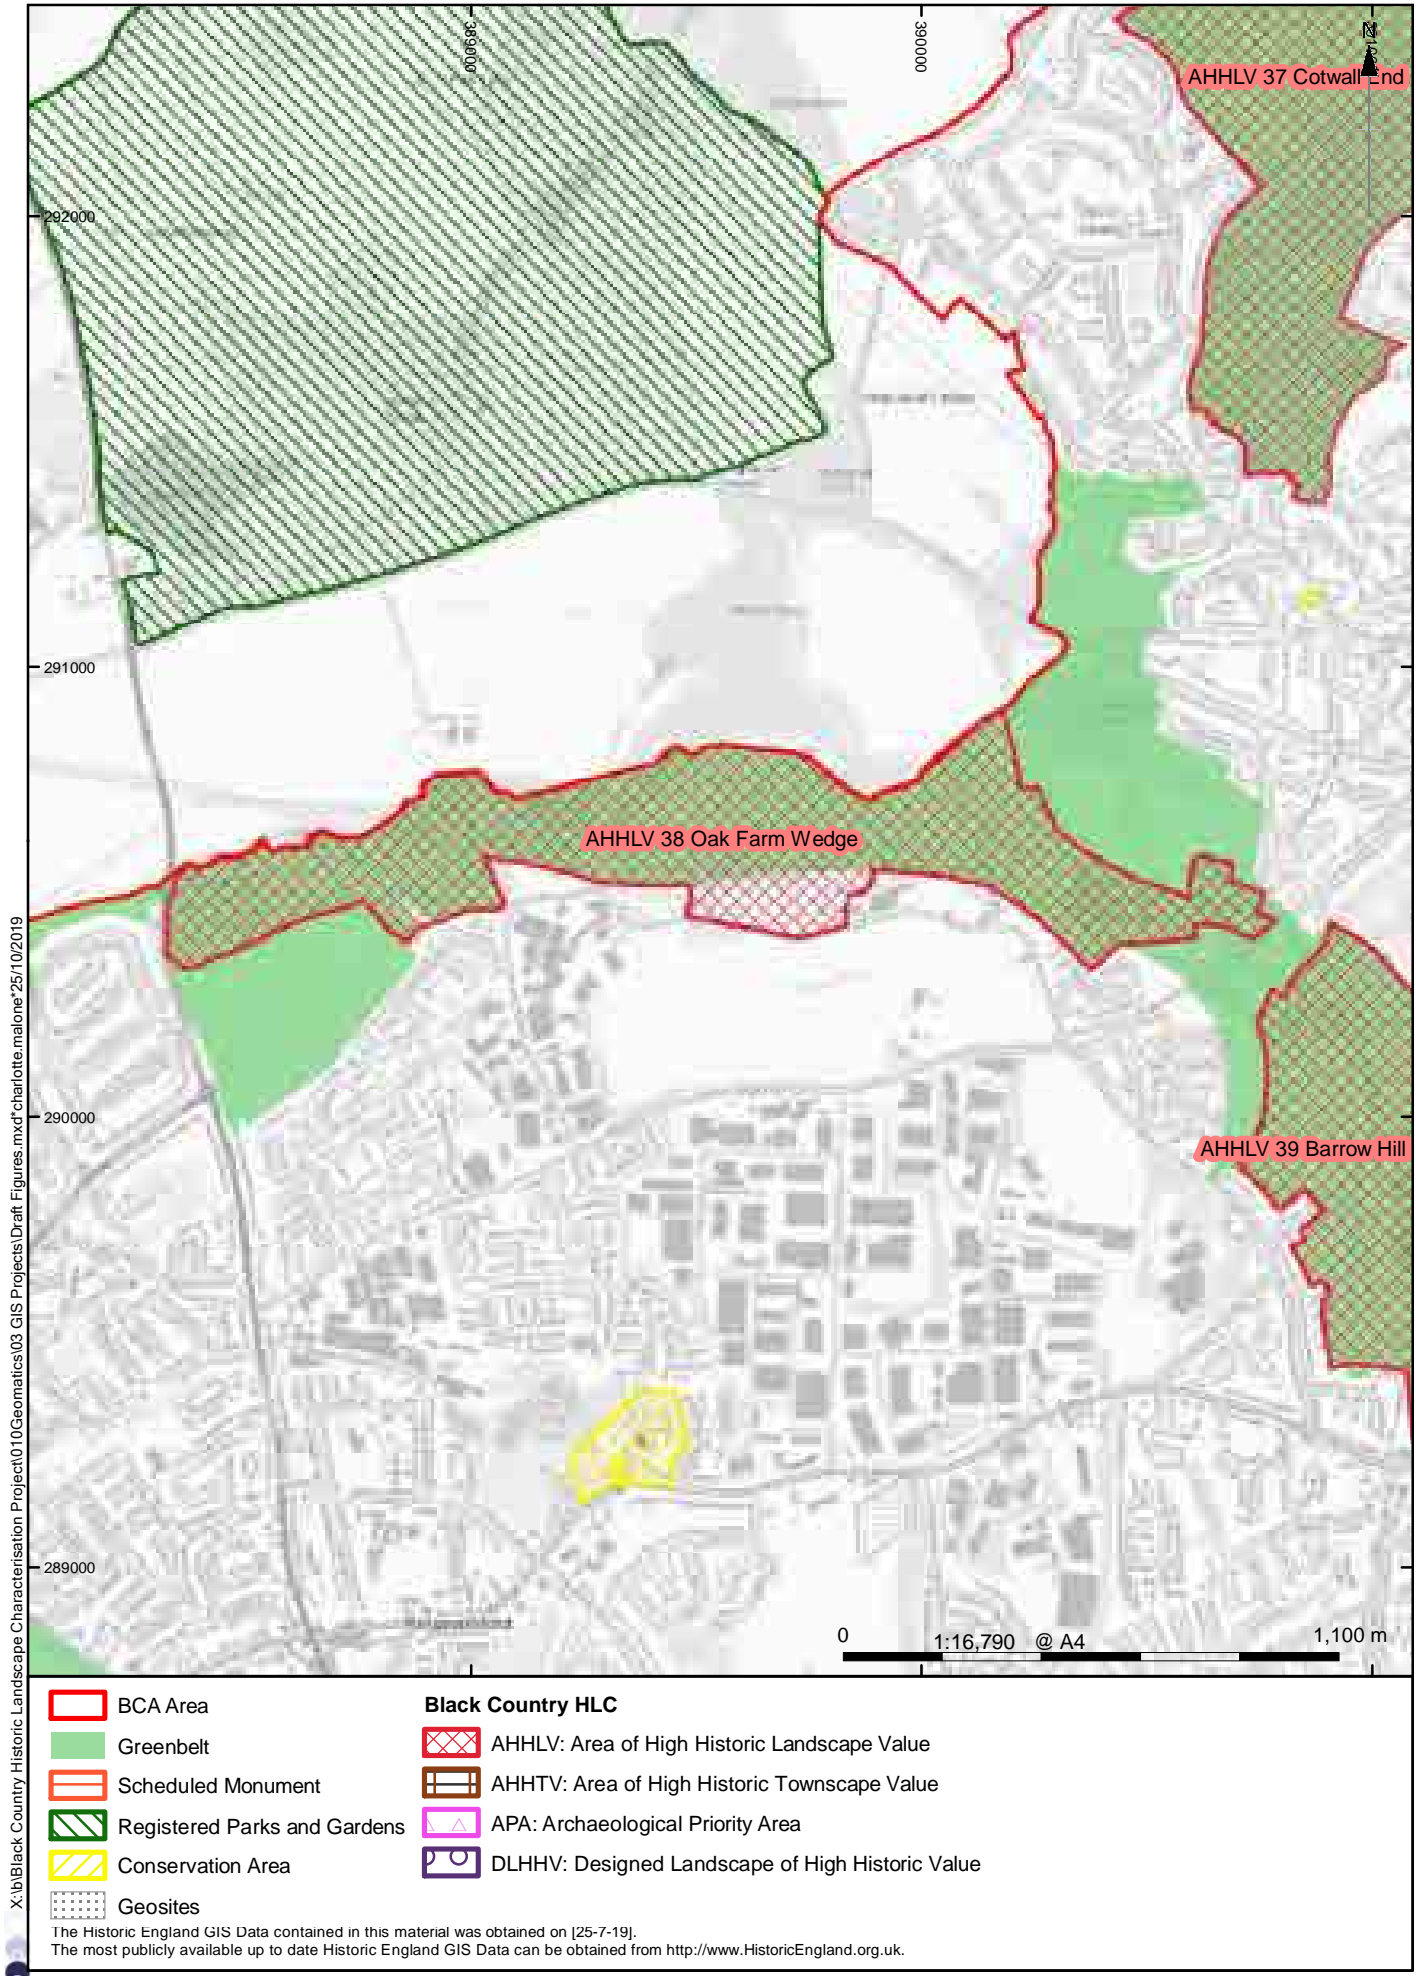 389000
390000
N
AHHLV 37 Cotwall End
292000
291000
AHHLV 38 Oak Farm Wedge
290000
AHHLV 39 Barrow Hill
289000
0
1:16,790 @ A4
1,100 m
X:\b\Black Country Historic Landscape Characterisation Project\010Geomatics\03 GIS Projects\Draft Figures.mxd*charlotte.malone*25/10/2019
BCA Area
Greenbelt
Scheduled Monument
Registered Parks and Gardens
Conservation Area
Geosites
Black Country HLC
AHHLV: Area of High Historic Landscape Value
AHHTV: Area of High Historic Townscape Value
APA: Archaeological Priority Area
DLHHV: Designed Landscape of High Historic Value
The Historic England GIS Data contained in this material was obtained on [25-7-19].
The most publicly available up to date Historic England GIS Data can be obtained from http://www.HistoricEngland.org.uk.